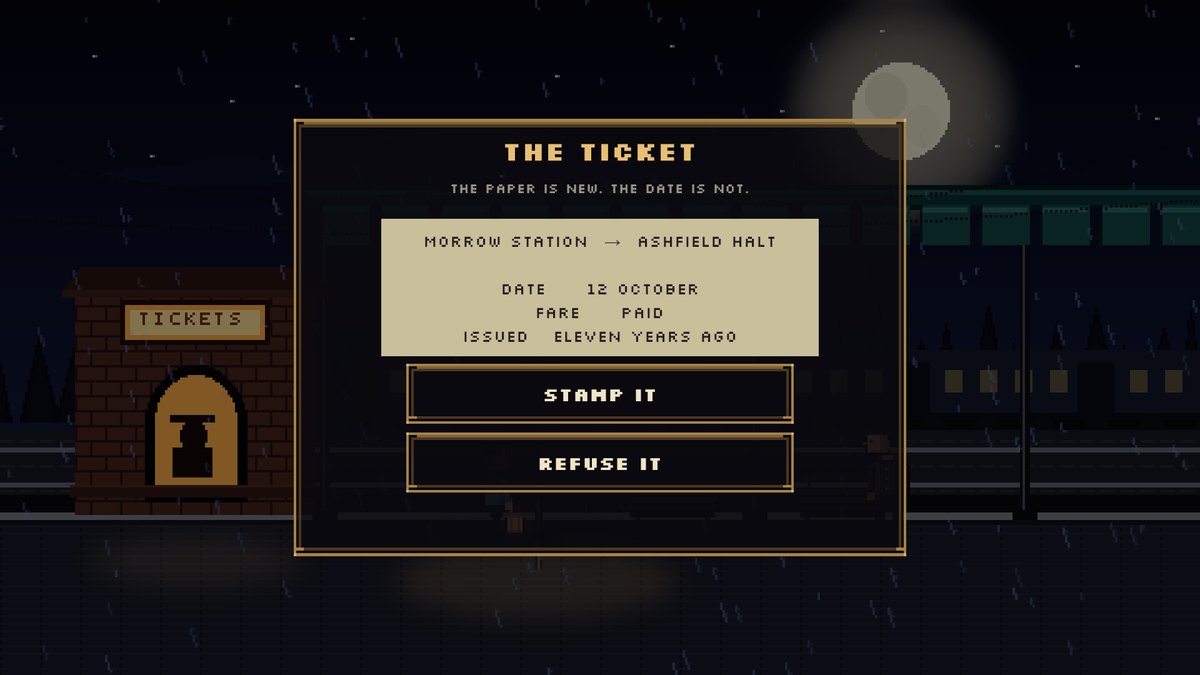 THE TICKET
THE PAPER IS NEW. THE DATE IS NOT.
MORROW STATION → ASHFIELD HALT
DATE 12 OCTOBER
FARE PAID
ISSUED ELEVEN YEARS AGO
TICKETS
STAMP IT
REFUSE IT